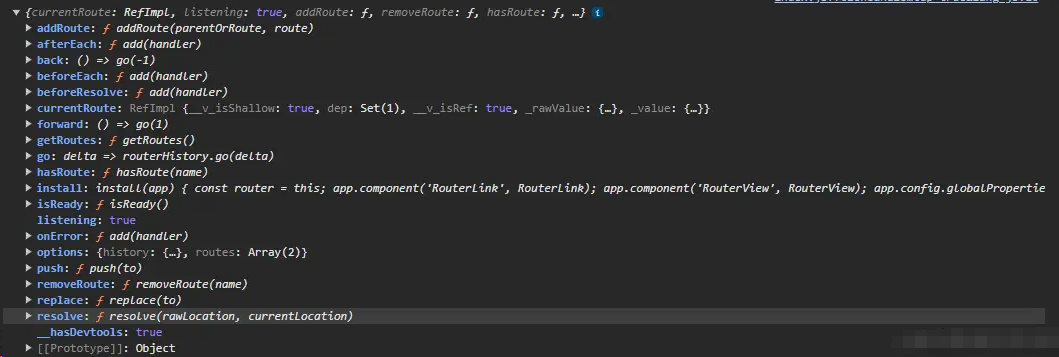 {currentRoute: RefImpl, listening: true, addRoute: ƒ, removeRoute: ƒ, hasRoute: ƒ, …} i
addRoute: ƒ addRoute(parentOrRoute, route)
afterEach: ƒ add(handler)
back: () => go(-1)
beforeEach: ƒ add(handler)
beforeResolve: ƒ add(handler)
currentRoute: RefImpl {__v_isShallow: true, dep: Set(1), __v_isRef: true, _rawValue: {…}, _value: {…}}
forward: () => go(1)
getRoutes: ƒ getRoutes()
go: delta => routerHistory.go(delta)
hasRoute: ƒ hasRoute(name)
install: install(app) { const router = this; app.component('RouterLink', RouterLink); app.component('RouterView', RouterView); app.config.globalPropertie
isReady: ƒ isReady()
listening: true
onError: ƒ add(handler)
options: {history: {…}, routes: Array(2)}
push: ƒ push(to)
removeRoute: ƒ removeRoute(name)
replace: ƒ replace(to)
resolve: ƒ resolve(rawLocation, currentLocation)
__hasDevtools: true
[[Prototype]]: Object